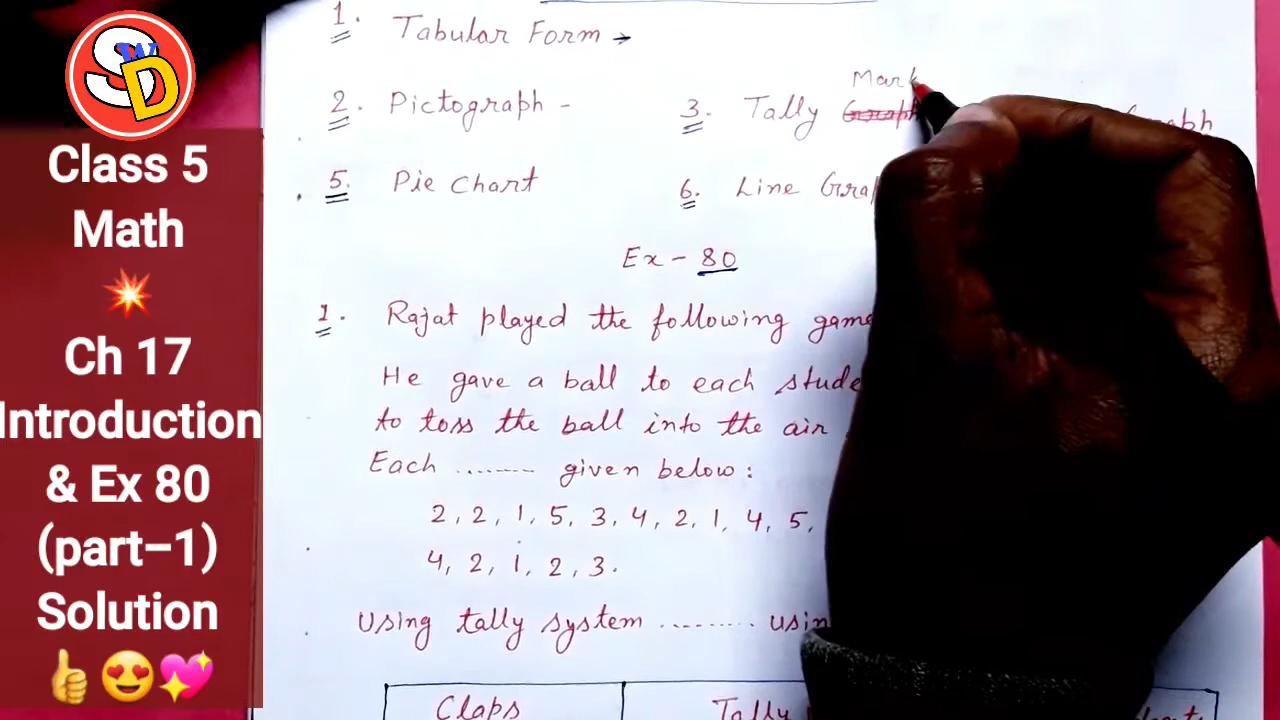 SWD
Class 5
Math
Ch 17
Introduction
& Ex 80
(part–1)
Solution
1. Tabular Form →
Mark
2. Pictograph - 3. Tally Graph
5. Pie Chart 6. Line
Ex - 80
1. Rajat played the following game
He gave a ball to each
to toss the ball into the air
Each ........ given below:
2, 2, 1, 5, 3, 4, 2, 1, 4, 5,
4, 2, 1, 2, 3.
Using tally system .........
Claps Tally